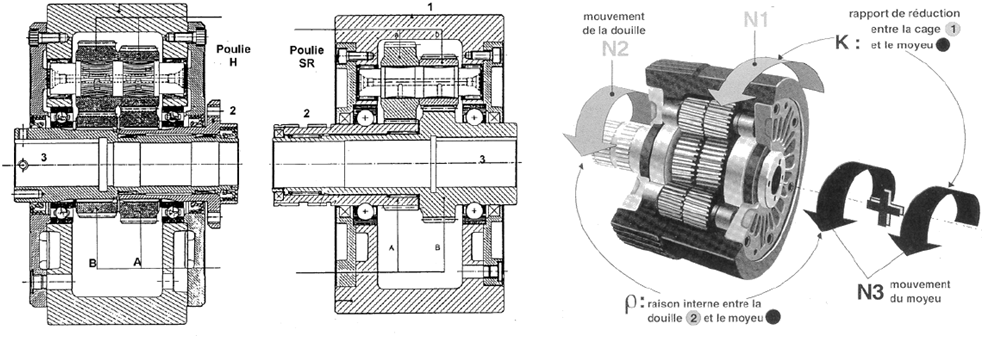 Poulie
H
2
3
B
A
1
Poulie
SR
a
b
2
3
A
B
mouvement
de la douille
N2
N1
rapport de réduction
entre la cage 1
K : et le moyeu
ρ : raison interne entre la
douille 2 et le moyeu
N3 mouvement
du moyeu